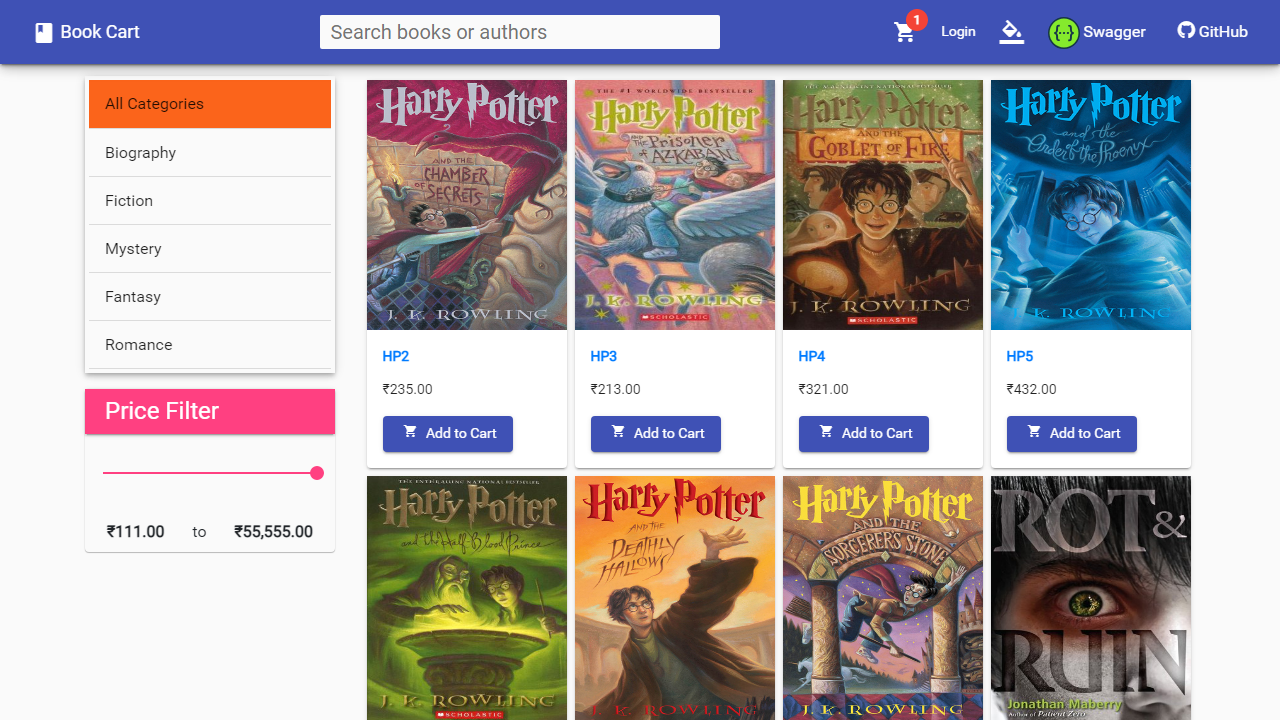 Book Cart
Search books or authors
1
Login
{···}
Swagger
GitHub
All Categories
Biography
Fiction
Mystery
Fantasy
Romance
Price Filter
₹111.00 to ₹55,555.00
Harry Potter
AND THE
CHAMBER
OF
SECRETS
J. K. ROWLING
HP2
₹235.00
Add to Cart
THE #1 WORLDWIDE BESTSELLER
Harry Potter
AND THE
Prisoner
of
AZKABAN
J. K. ROWLING
SCHOLASTIC
HP3
₹213.00
Add to Cart
Harry Potter
AND THE
GOBLET OF FIRE
J. K. ROWLING
SCHOLASTIC
HP4
₹321.00
Add to Cart
Harry Potter
and the
Order of the Phoenix
J. K. ROWLING
HP5
₹432.00
Add to Cart
Harry Potter
and the Half-Blood Prince
J. K. ROWLING
SCHOLASTIC
Harry Potter
AND THE
DEATHLY
HALLOWS
J. K. ROWLING
Harry Potter
AND THE
SORCERER'S STONE
J. K. ROWLING
ROT &
RUIN
Jonathan Maberry
Author of Patient Zero